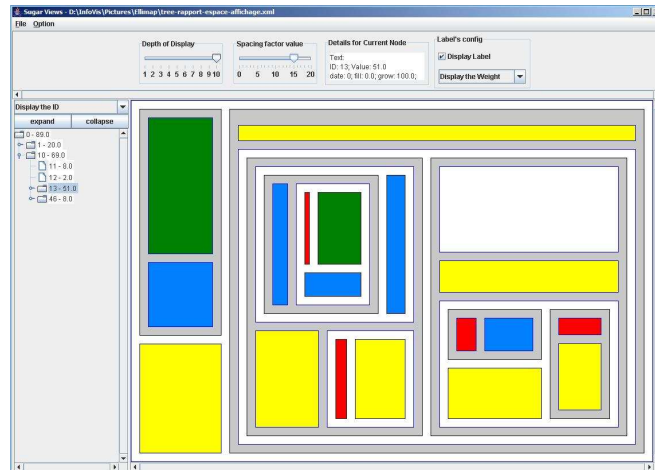 Sugar Views - D:\InfoVis\Pictures\Ellimap\tree-rapport-espace-affichage.xml
File Option
Depth of Display
1 2 3 4 5 6 7 8 9 10
Spacing factor value
0 5 10 15 20
Details for Current Node
Text:
ID: 13; Value: 51.0
date: 0; fill: 0.0; grow: 100.0;
Label's config
Display Label
Display the Weight
Display the ID
expand collapse
0 - 89.0
1 - 20.0
10 - 69.0
11 - 8.0
12 - 2.0
13 - 51.0
46 - 8.0